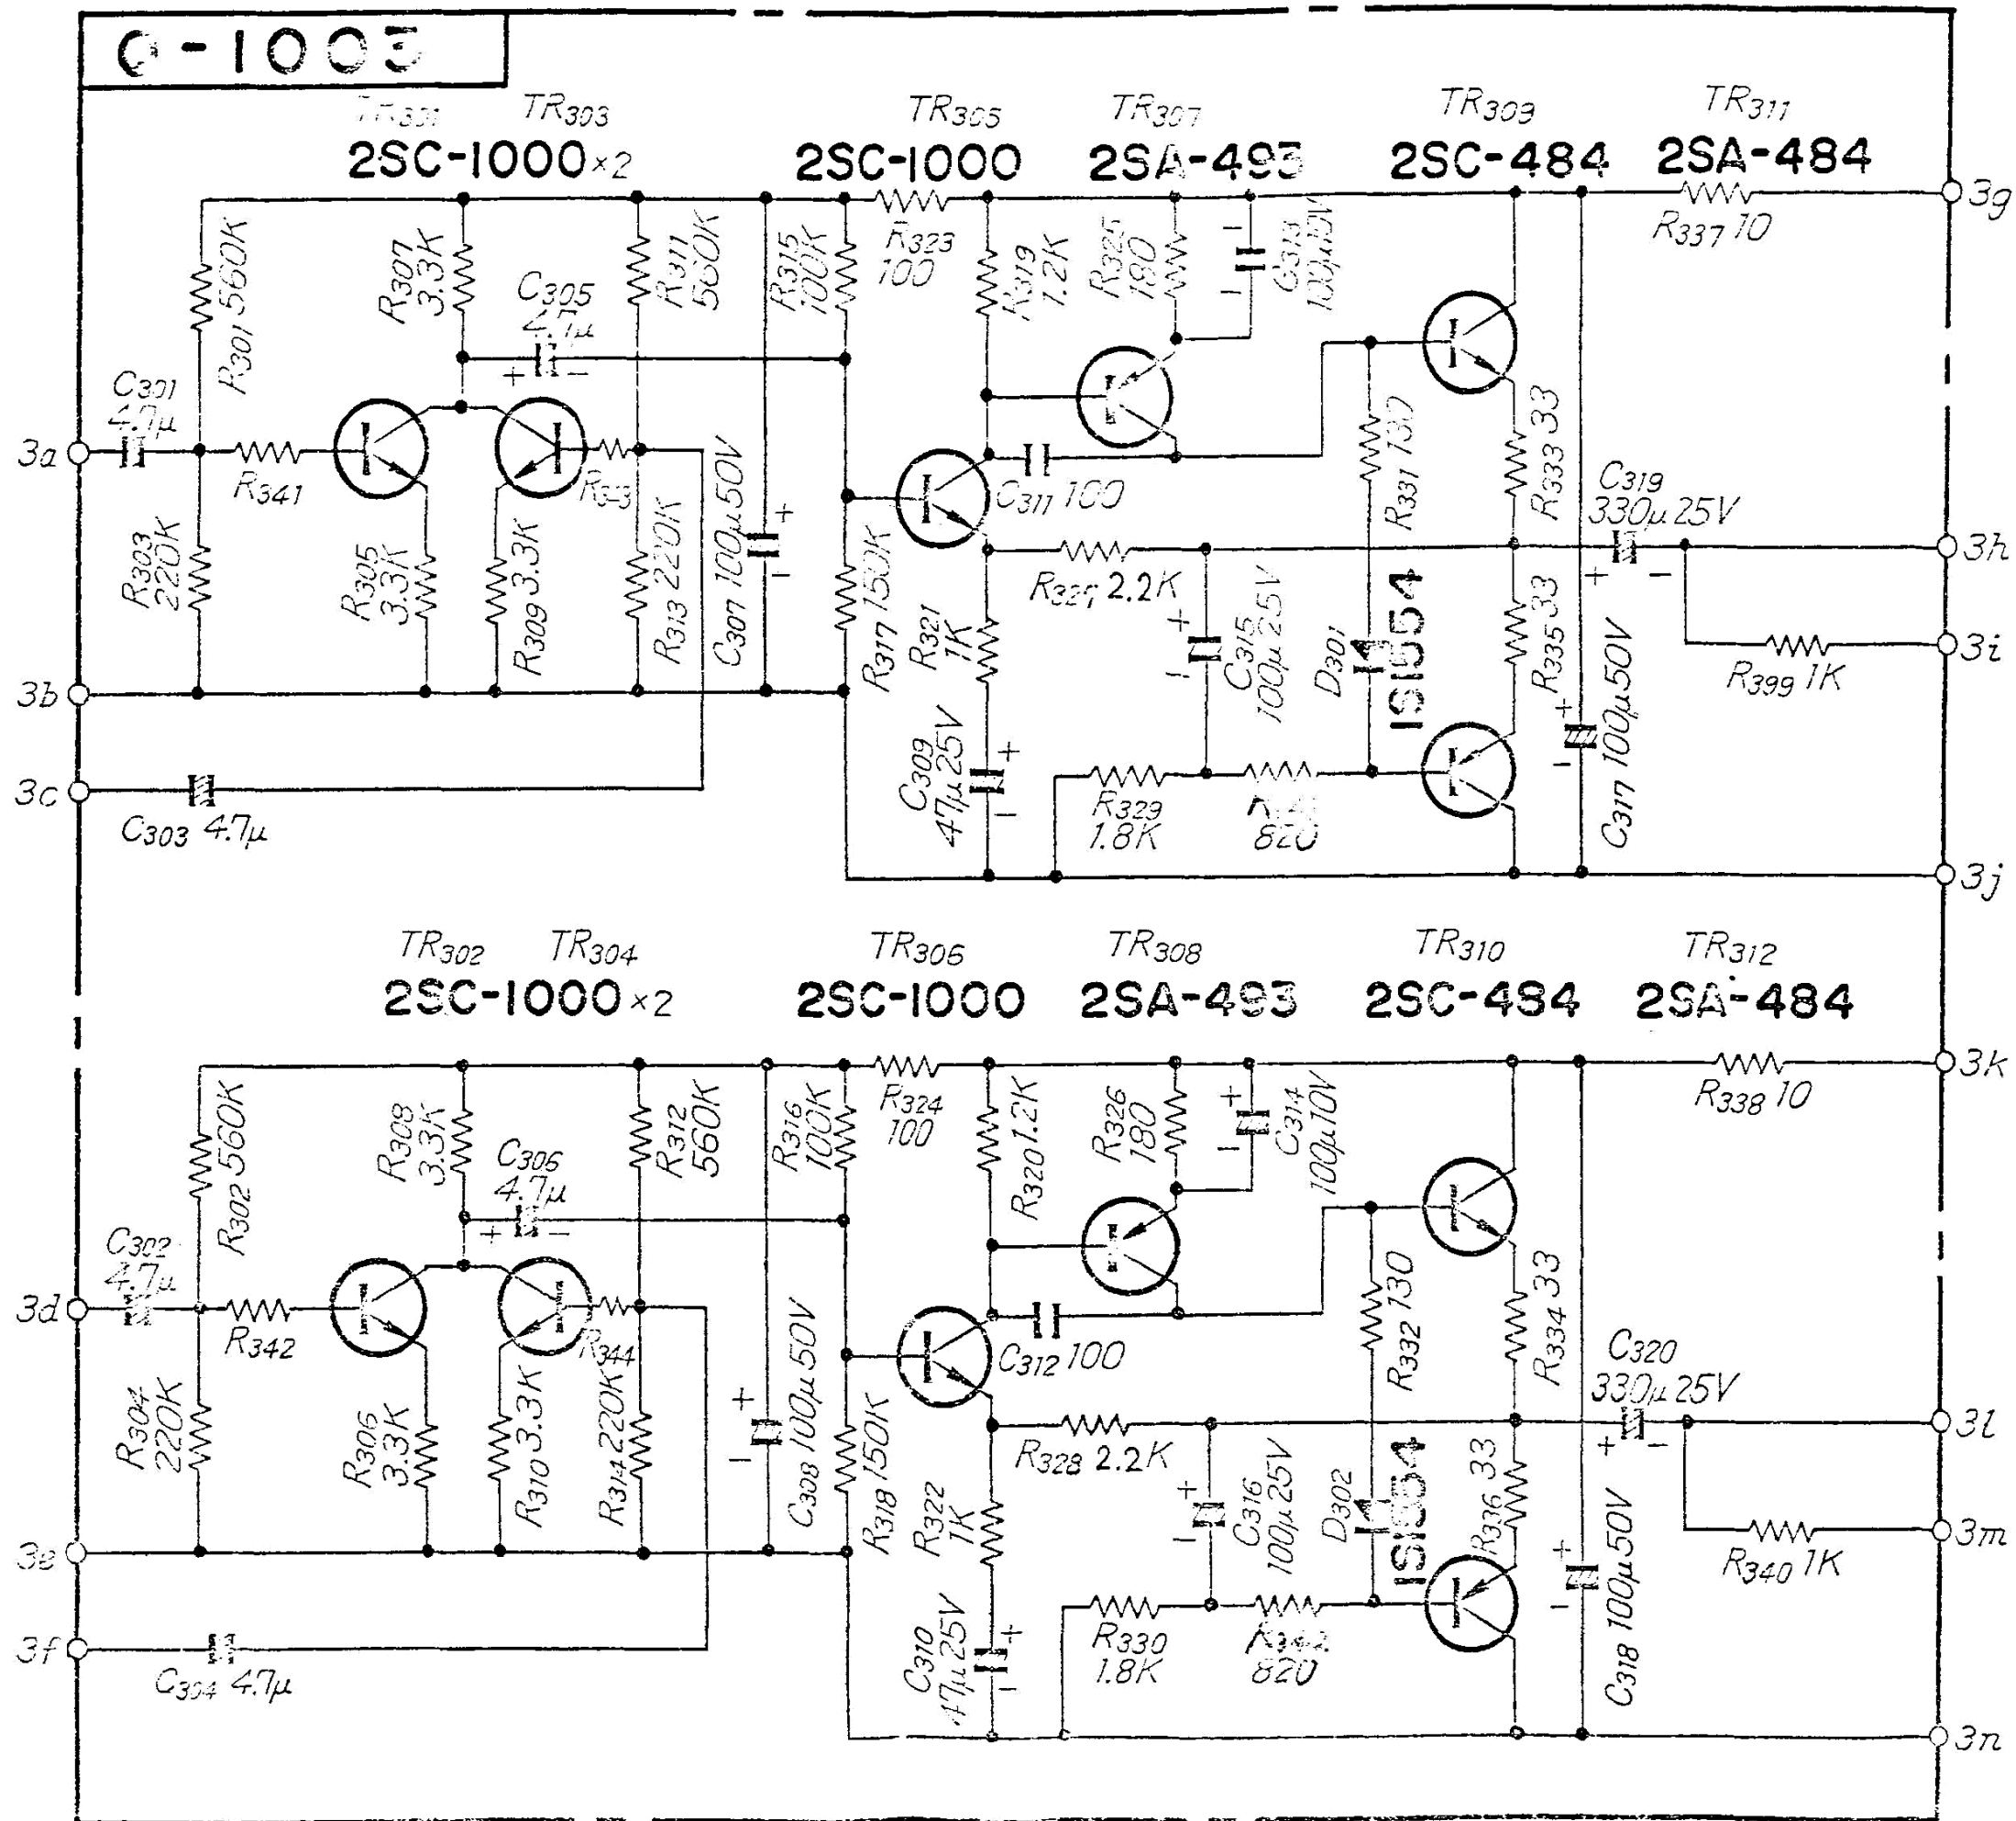 TR303
2SC-1000×2
TR305
2SC-1000
TR307
2SA-493
TR309
2SC-484
TR311
2SA-484
3g
R301 560K
R307
3.3K
C305
4.7μ
R311
560K
R315
100K
R323
100
R319
1.2K
R325
180
C313
R337 10
C301
4.7μ
3a
R341
R303
220K
R305
3.3K
R309 3.3K
R313 220K
C307 100μ 50V
R317 150K
C311 100
R331 130
R333 33
C319
330μ 25V
3h
2.2K
R321
1K
C315
100μ 25V
D301
1S1554
R335 33
3i
R399 1K
3b
3c
C303 4.7μ
C309
47μ 25V
R329
1.8K
820
C317 100μ 50V
3j
TR302
TR304
2SC-1000×2
TR306
2SC-1000
TR308
2SA-493
TR310
2SC-484
TR312
2SA-484
3k
R302 560K
R308
3.3K
C306
4.7μ
R312
560K
R316
100K
R324
100
R320 1.2K
R326
180
C314
100μ 10V
R338 10
C302
4.7μ
3d
R342
R344
R304
220K
R306
3.3K
R310 3.3K
R314 220K
C308 100μ 50V
R318 150K
C312 100
R332 130
R334 33
C320
330μ 25V
3l
R328 2.2K
R322
1K
C316
100μ 25V
D302
1S1554
R336 33
3m
R340 1K
3e
3f
C304 4.7μ
C310
47μ 25V
R330
1.8K
820
C318 100μ 50V
3n